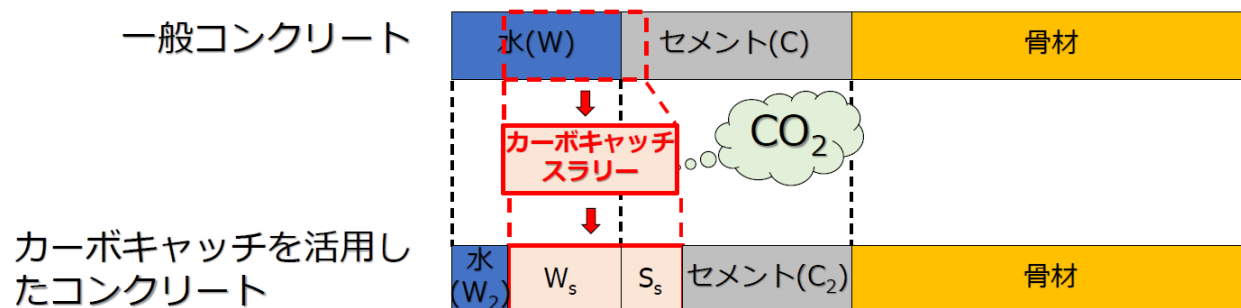 一般コンクリート
水(W)
セメント(C)
骨材
カーボキャッチ
スラリー
CO₂
カーボキャッチを活用し
たコンクリート
水
(W₂)
Wₛ
Sₛ
セメント(C₂)
骨材